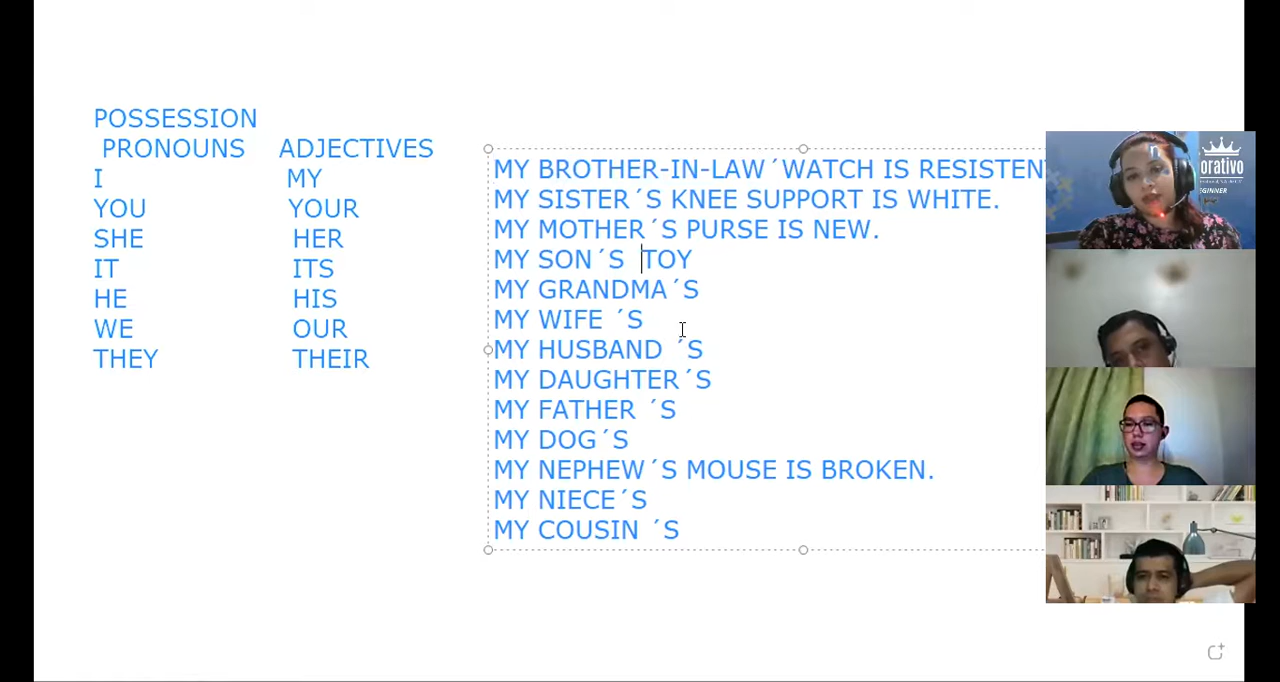 POSSESSION
PRONOUNS ADJECTIVES
I MY
YOU YOUR
SHE HER
IT ITS
HE HIS
WE OUR
THEY THEIR
MY BROTHER-IN-LAW´WATCH IS RESISTEN
MY SISTER´S KNEE SUPPORT IS WHITE.
MY MOTHER´S PURSE IS NEW.
MY SON´S TOY
MY GRANDMA´S
MY WIFE ´S
MY HUSBAND ´S
MY DAUGHTER´S
MY FATHER ´S
MY DOG´S
MY NEPHEW´S MOUSE IS BROKEN.
MY NIECE´S
MY COUSIN ´S
orativo
GINNER